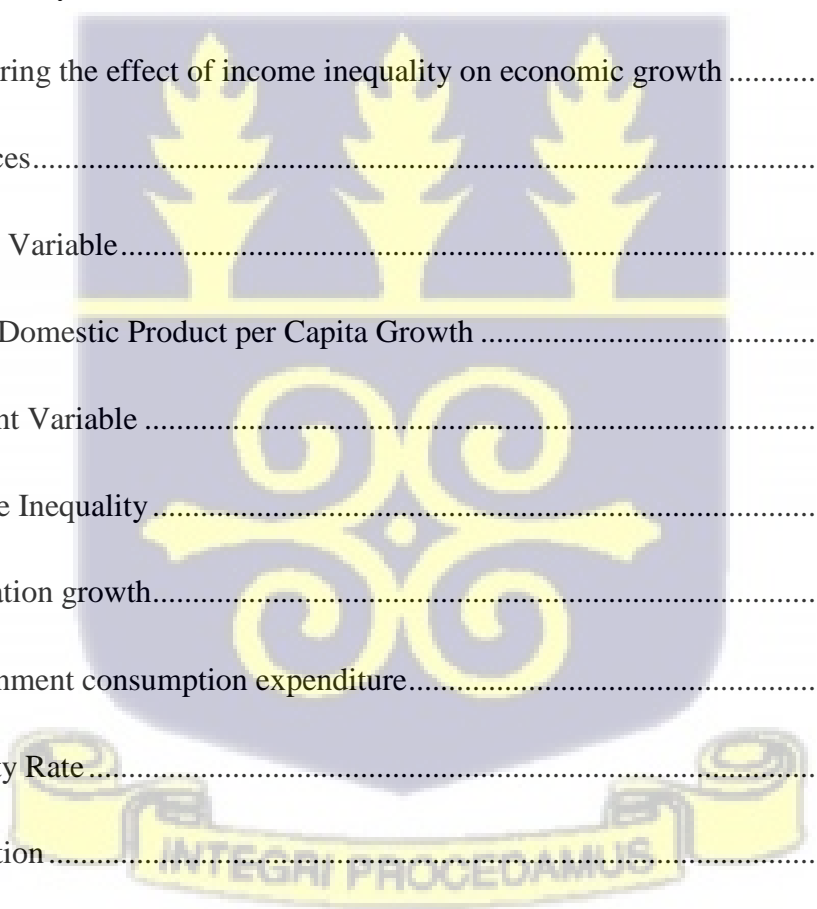 ring the effect of income inequality on economic growth ............
ces..........................................................................................
Variable..............................................................................
Domestic Product per Capita Growth ....................................
nt Variable ............................................................................
e Inequality...........................................................................
ation growth..........................................................................
nment consumption expenditure............................................
ty Rate..................................................................................
INTEGRI PROCEDAMUS
tion........................................................................................